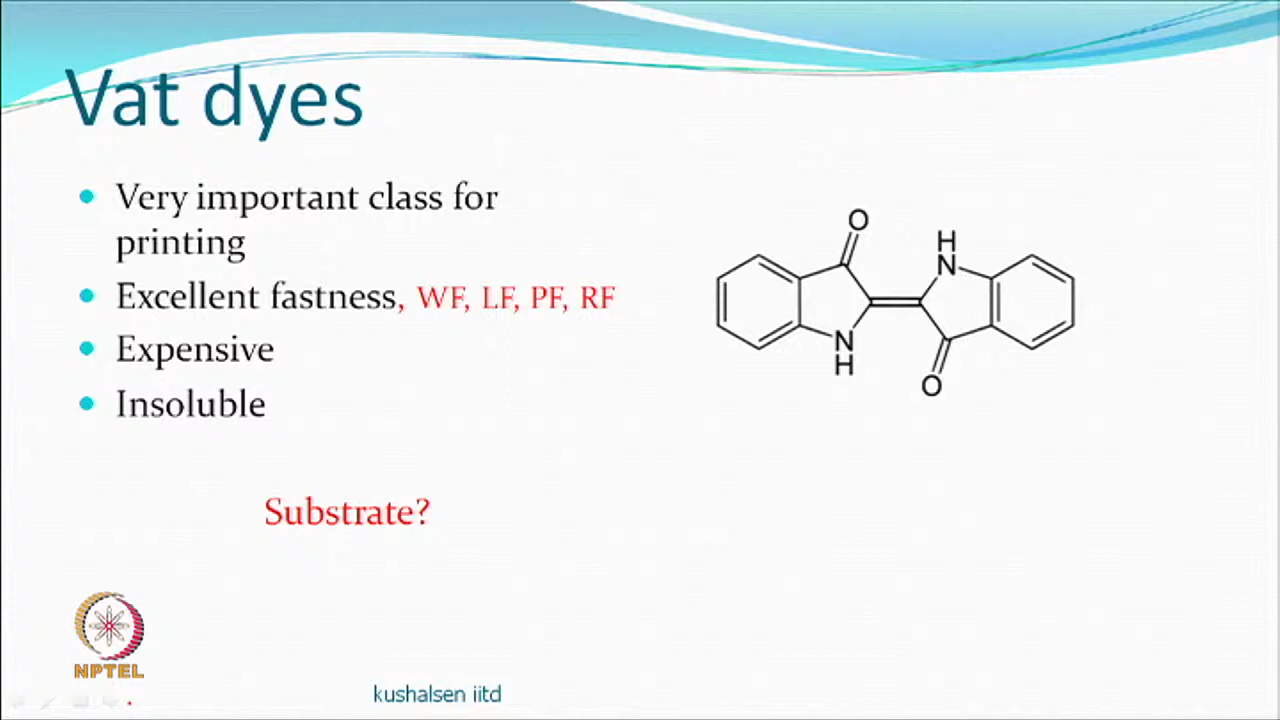 Vat dyes
Very important class for
printing
Excellent fastness, WF, LF, PF, RF
Expensive
Insoluble
Substrate?
O
H
N
N
H
O
NPTEL
kushalsen iitd